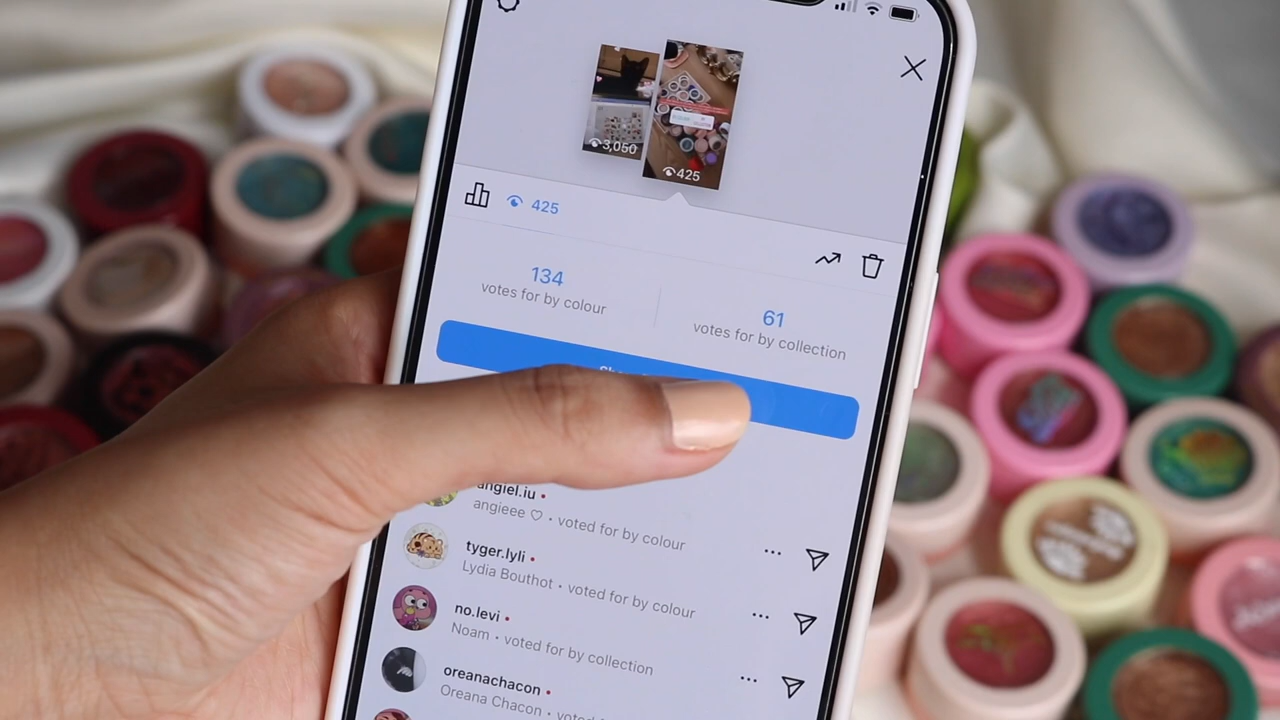 3,050
425
425
134
votes for by colour
61
votes for by collection
angiel.iu •
angieee ♡ • voted for by colour
tyger.lyli •
Lydia Bouthot • voted for by colour
no.levi •
Noam • voted for by collection
oreanachacon •
Oreana Chacon • voted